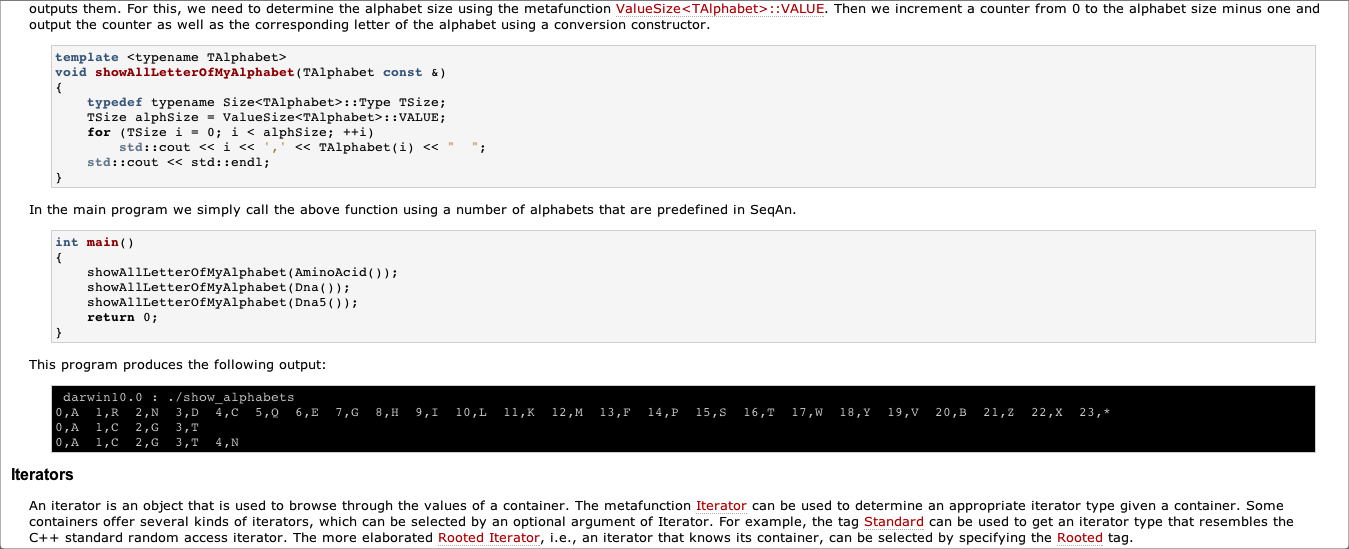 outputs them. For this, we need to determine the alphabet size using the metafunction ValueSize<TAlphabet>::VALUE. Then we increment a counter from 0 to the alphabet size minus one and
output the counter as well as the corresponding letter of the alphabet using a conversion constructor.
template <typename TAlphabet>
void showAllLetterOfMyAlphabet(TAlphabet const &)
{
    typedef typename Size<TAlphabet>::Type TSize;
    TSize alphSize = ValueSize<TAlphabet>::VALUE;
    for (TSize i = 0; i < alphSize; ++i)
        std::cout << i << ',' << TAlphabet(i) << "  ";
    std::cout << std::endl;
}
In the main program we simply call the above function using a number of alphabets that are predefined in SeqAn.
int main()
{
    showAllLetterOfMyAlphabet(AminoAcid());
    showAllLetterOfMyAlphabet(Dna());
    showAllLetterOfMyAlphabet(Dna5());
    return 0;
}
This program produces the following output:
darwin10.0 : ./show_alphabets
0,A  1,R  2,N  3,D  4,C  5,Q  6,E  7,G  8,H  9,I  10,L  11,K  12,M  13,F  14,P  15,S  16,T  17,W  18,Y  19,V  20,B  21,Z  22,X  23,*
0,A  1,C  2,G  3,T
0,A  1,C  2,G  3,T  4,N
Iterators
An iterator is an object that is used to browse through the values of a container. The metafunction Iterator can be used to determine an appropriate iterator type given a container. Some
containers offer several kinds of iterators, which can be selected by an optional argument of Iterator. For example, the tag Standard can be used to get an iterator type that resembles the
C++ standard random access iterator. The more elaborated Rooted Iterator, i.e., an iterator that knows its container, can be selected by specifying the Rooted tag.